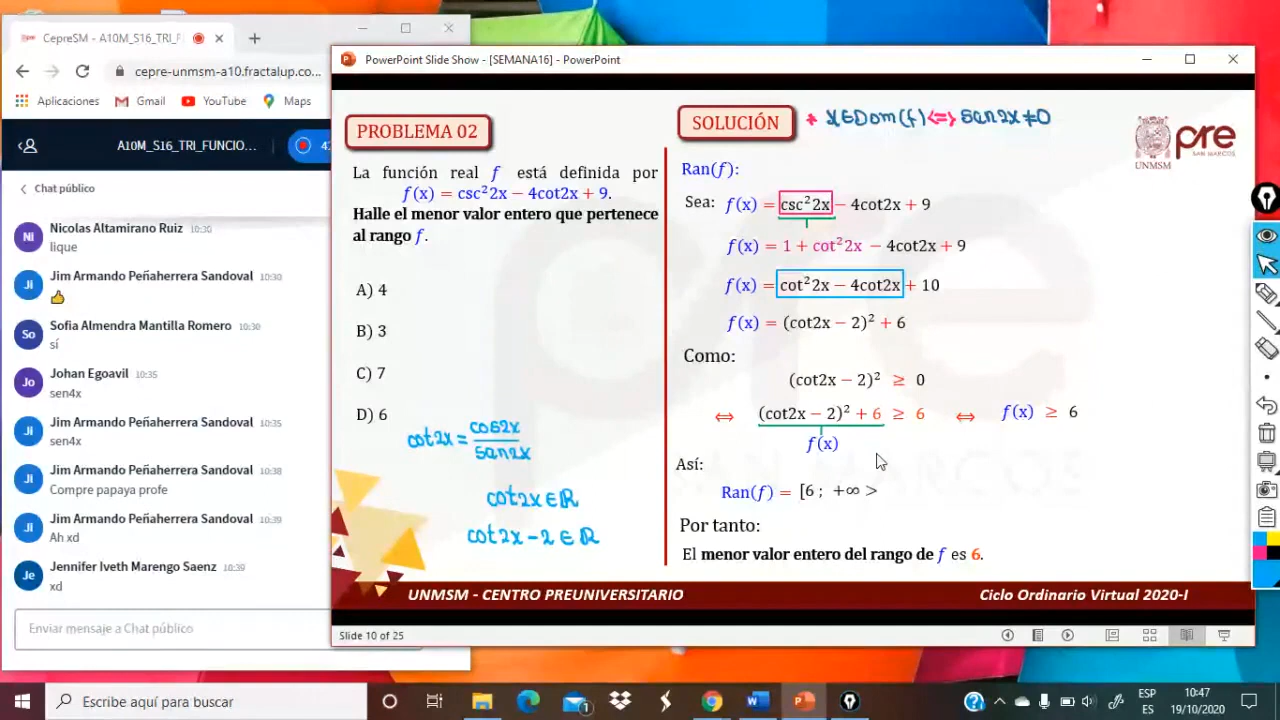 CepreSM - A10M_S16_TRI_F
cepre-unmsm-a10.fractalup.co...
Aplicaciones
Gmail
YouTube
Maps
A10M_S16_TRI_FUNCIO...
Chat público
Ni
Nicolas Altamirano Ruiz 10:30
lique
Ji
Jim Armando Peñaherrera Sandoval 10:30
👍
So
Sofia Almendra Mantilla Romero 10:30
sí
Jo
Johan Egoavil 10:35
sen4x
Ji
Jim Armando Peñaherrera Sandoval 10:35
sen4x
Ji
Jim Armando Peñaherrera Sandoval 10:38
Compre papaya profe
Ji
Jim Armando Peñaherrera Sandoval 10:39
Ah xd
Je
Jennifer Iveth Marengo Saenz 10:39
xd
Enviar mensaje a Chat público
PowerPoint Slide Show - [SEMANA16] - PowerPoint
PROBLEMA 02
La función real f está definida por
f(x) = csc²2x − 4cot2x + 9.
Halle el menor valor entero que pertenece
al rango f.
A) 4
B) 3
C) 7
D) 6
cot2x = cos2x / sen2x
cot2x ∈ ℝ
cot2x − 2 ∈ ℝ
SOLUCIÓN
* x∈Dom(f) <=> sen2x ≠ 0
UNMSM
pre
SAN MARCOS
Ran(f):
Sea: f(x) = csc²2x − 4cot2x + 9
f(x) = 1 + cot²2x − 4cot2x + 9
f(x) = cot²2x − 4cot2x + 10
f(x) = (cot2x − 2)² + 6
Como:
(cot2x − 2)² ≥ 0
⇔ (cot2x − 2)² + 6 ≥ 6 ⇔ f(x) ≥ 6
f(x)
Así:
Ran(f) = [6 ; +∞ >
Por tanto:
El menor valor entero del rango de f es 6.
UNMSM - CENTRO PREUNIVERSITARIO
Ciclo Ordinario Virtual 2020-I
Slide 10 of 25
Escribe aquí para buscar
1
ESP
ES
10:47
19/10/2020